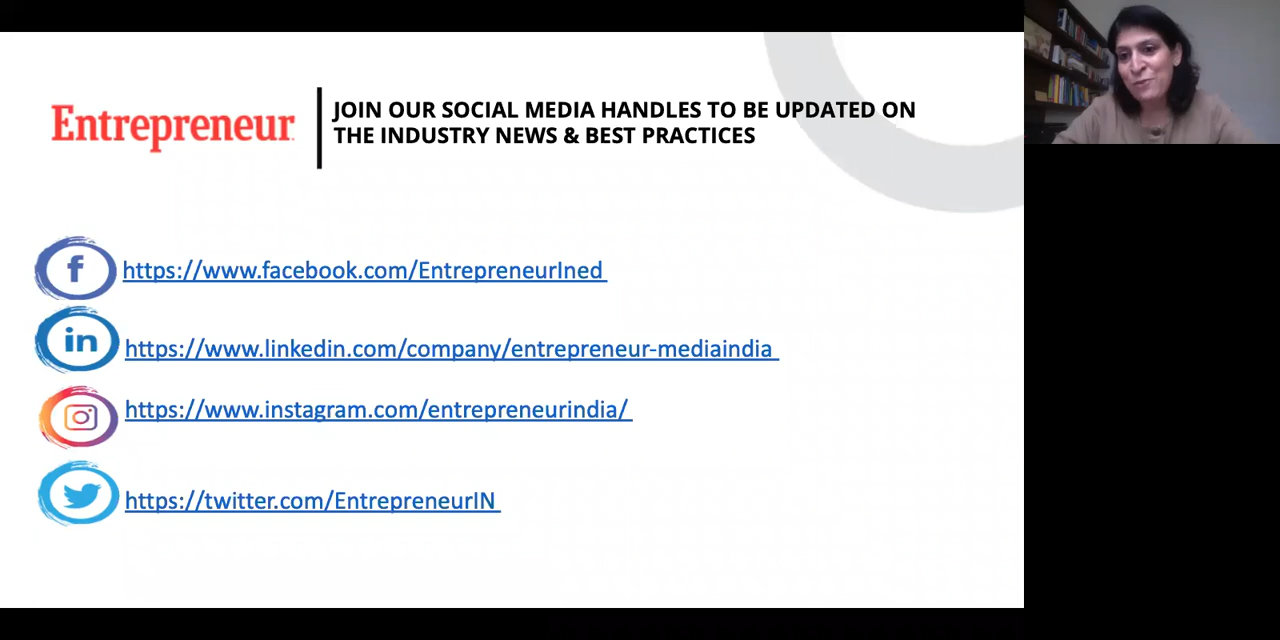 Entrepreneur
JOIN OUR SOCIAL MEDIA HANDLES TO BE UPDATED ON
THE INDUSTRY NEWS & BEST PRACTICES
https://www.facebook.com/EntrepreneurIned
https://www.linkedin.com/company/entrepreneur-mediaindia
https://www.instagram.com/entrepreneurindia/
https://twitter.com/EntrepreneurIN